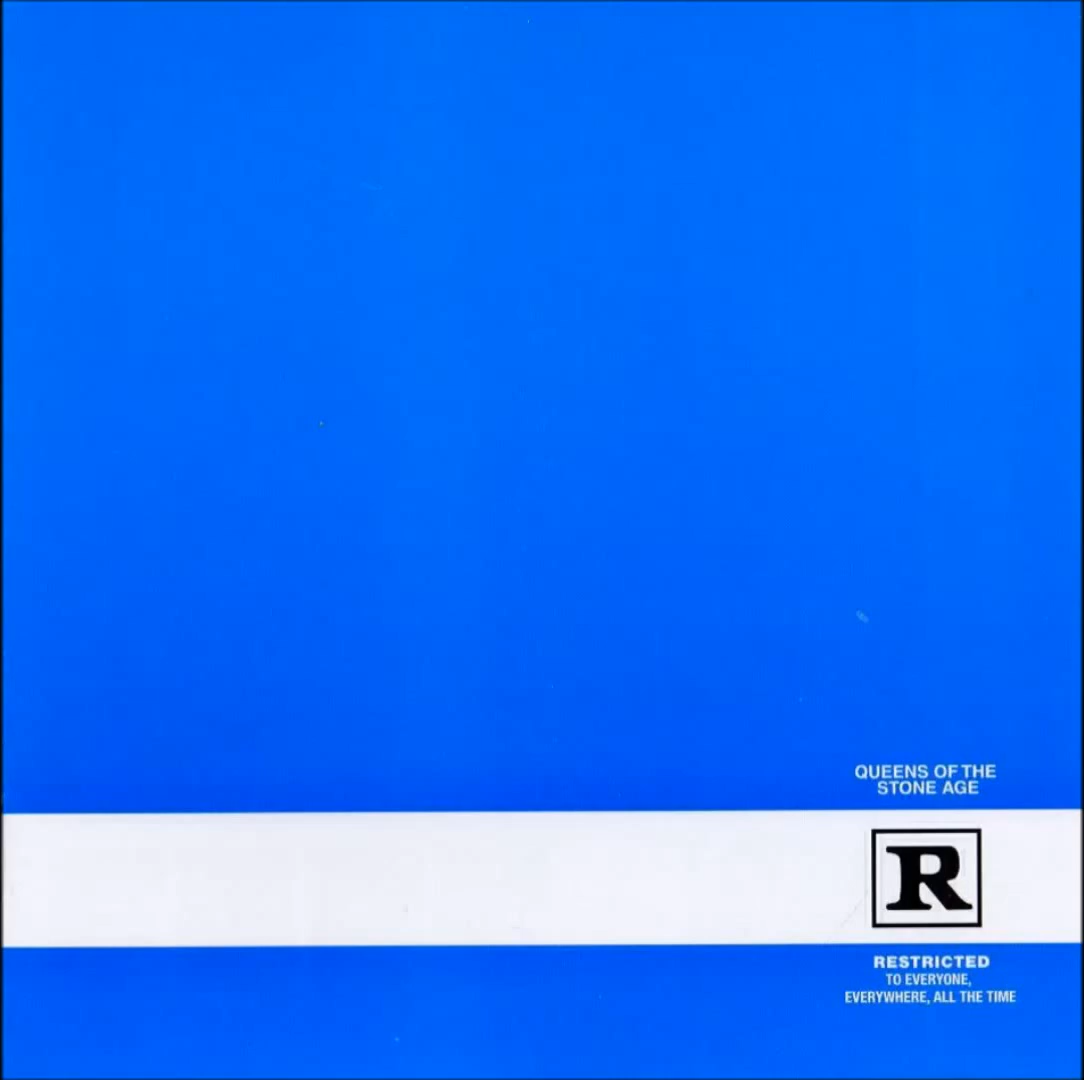 QUEENS OF THE
STONE AGE
R
RESTRICTED
TO EVERYONE,
EVERYWHERE, ALL THE TIME